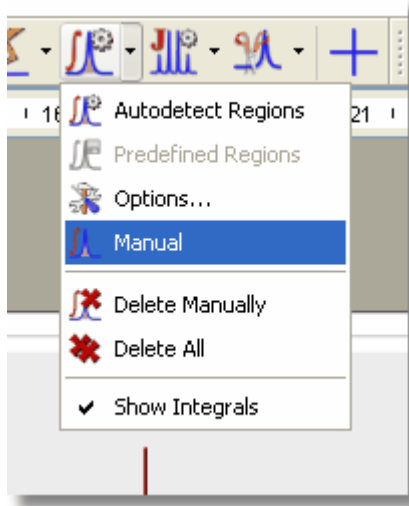 16
21
Autodetect Regions
Predefined Regions
Options...
Manual
Delete Manually
Delete All
Show Integrals